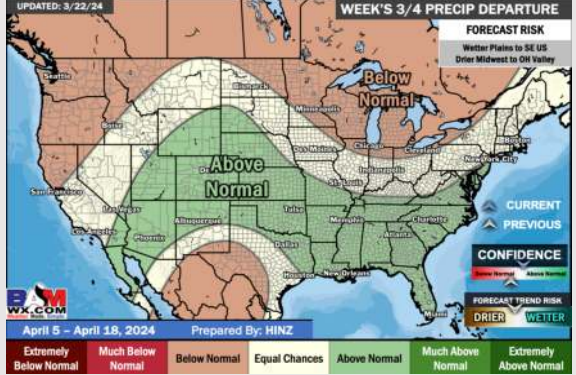 UPDATED: 3/22/24
WEEK'S 3/4 PRECIP DEPARTURE
FORECAST RISK
Wetter Plains to SE US
Drier Midwest to OH Valley
Seattle
Bismarck
Below
Normal
Minneapolis
Boise
Boston
Des Moines
Chicago
Cleveland
New York City
Above
Normal
Indianapolis
St. Louis
San Francisco
Las Vegas
CURRENT
Tulsa
Memphis
Charlotte
PREVIOUS
Los Angeles
Albuquerque
Atlanta
Phoenix
Dallas
CONFIDENCE
Below Normal
Above Normal
Houston
New Orleans
BAM
WX.COM
FORECAST TREND RISK
Miami
DRIER
WETTER
April 5 – April 18, 2024
Prepared By: HINZ
Extremely
Below Normal
Much Below
Normal
Below Normal
Equal Chances
Above Normal
Much Above
Normal
Extremely
Above Normal